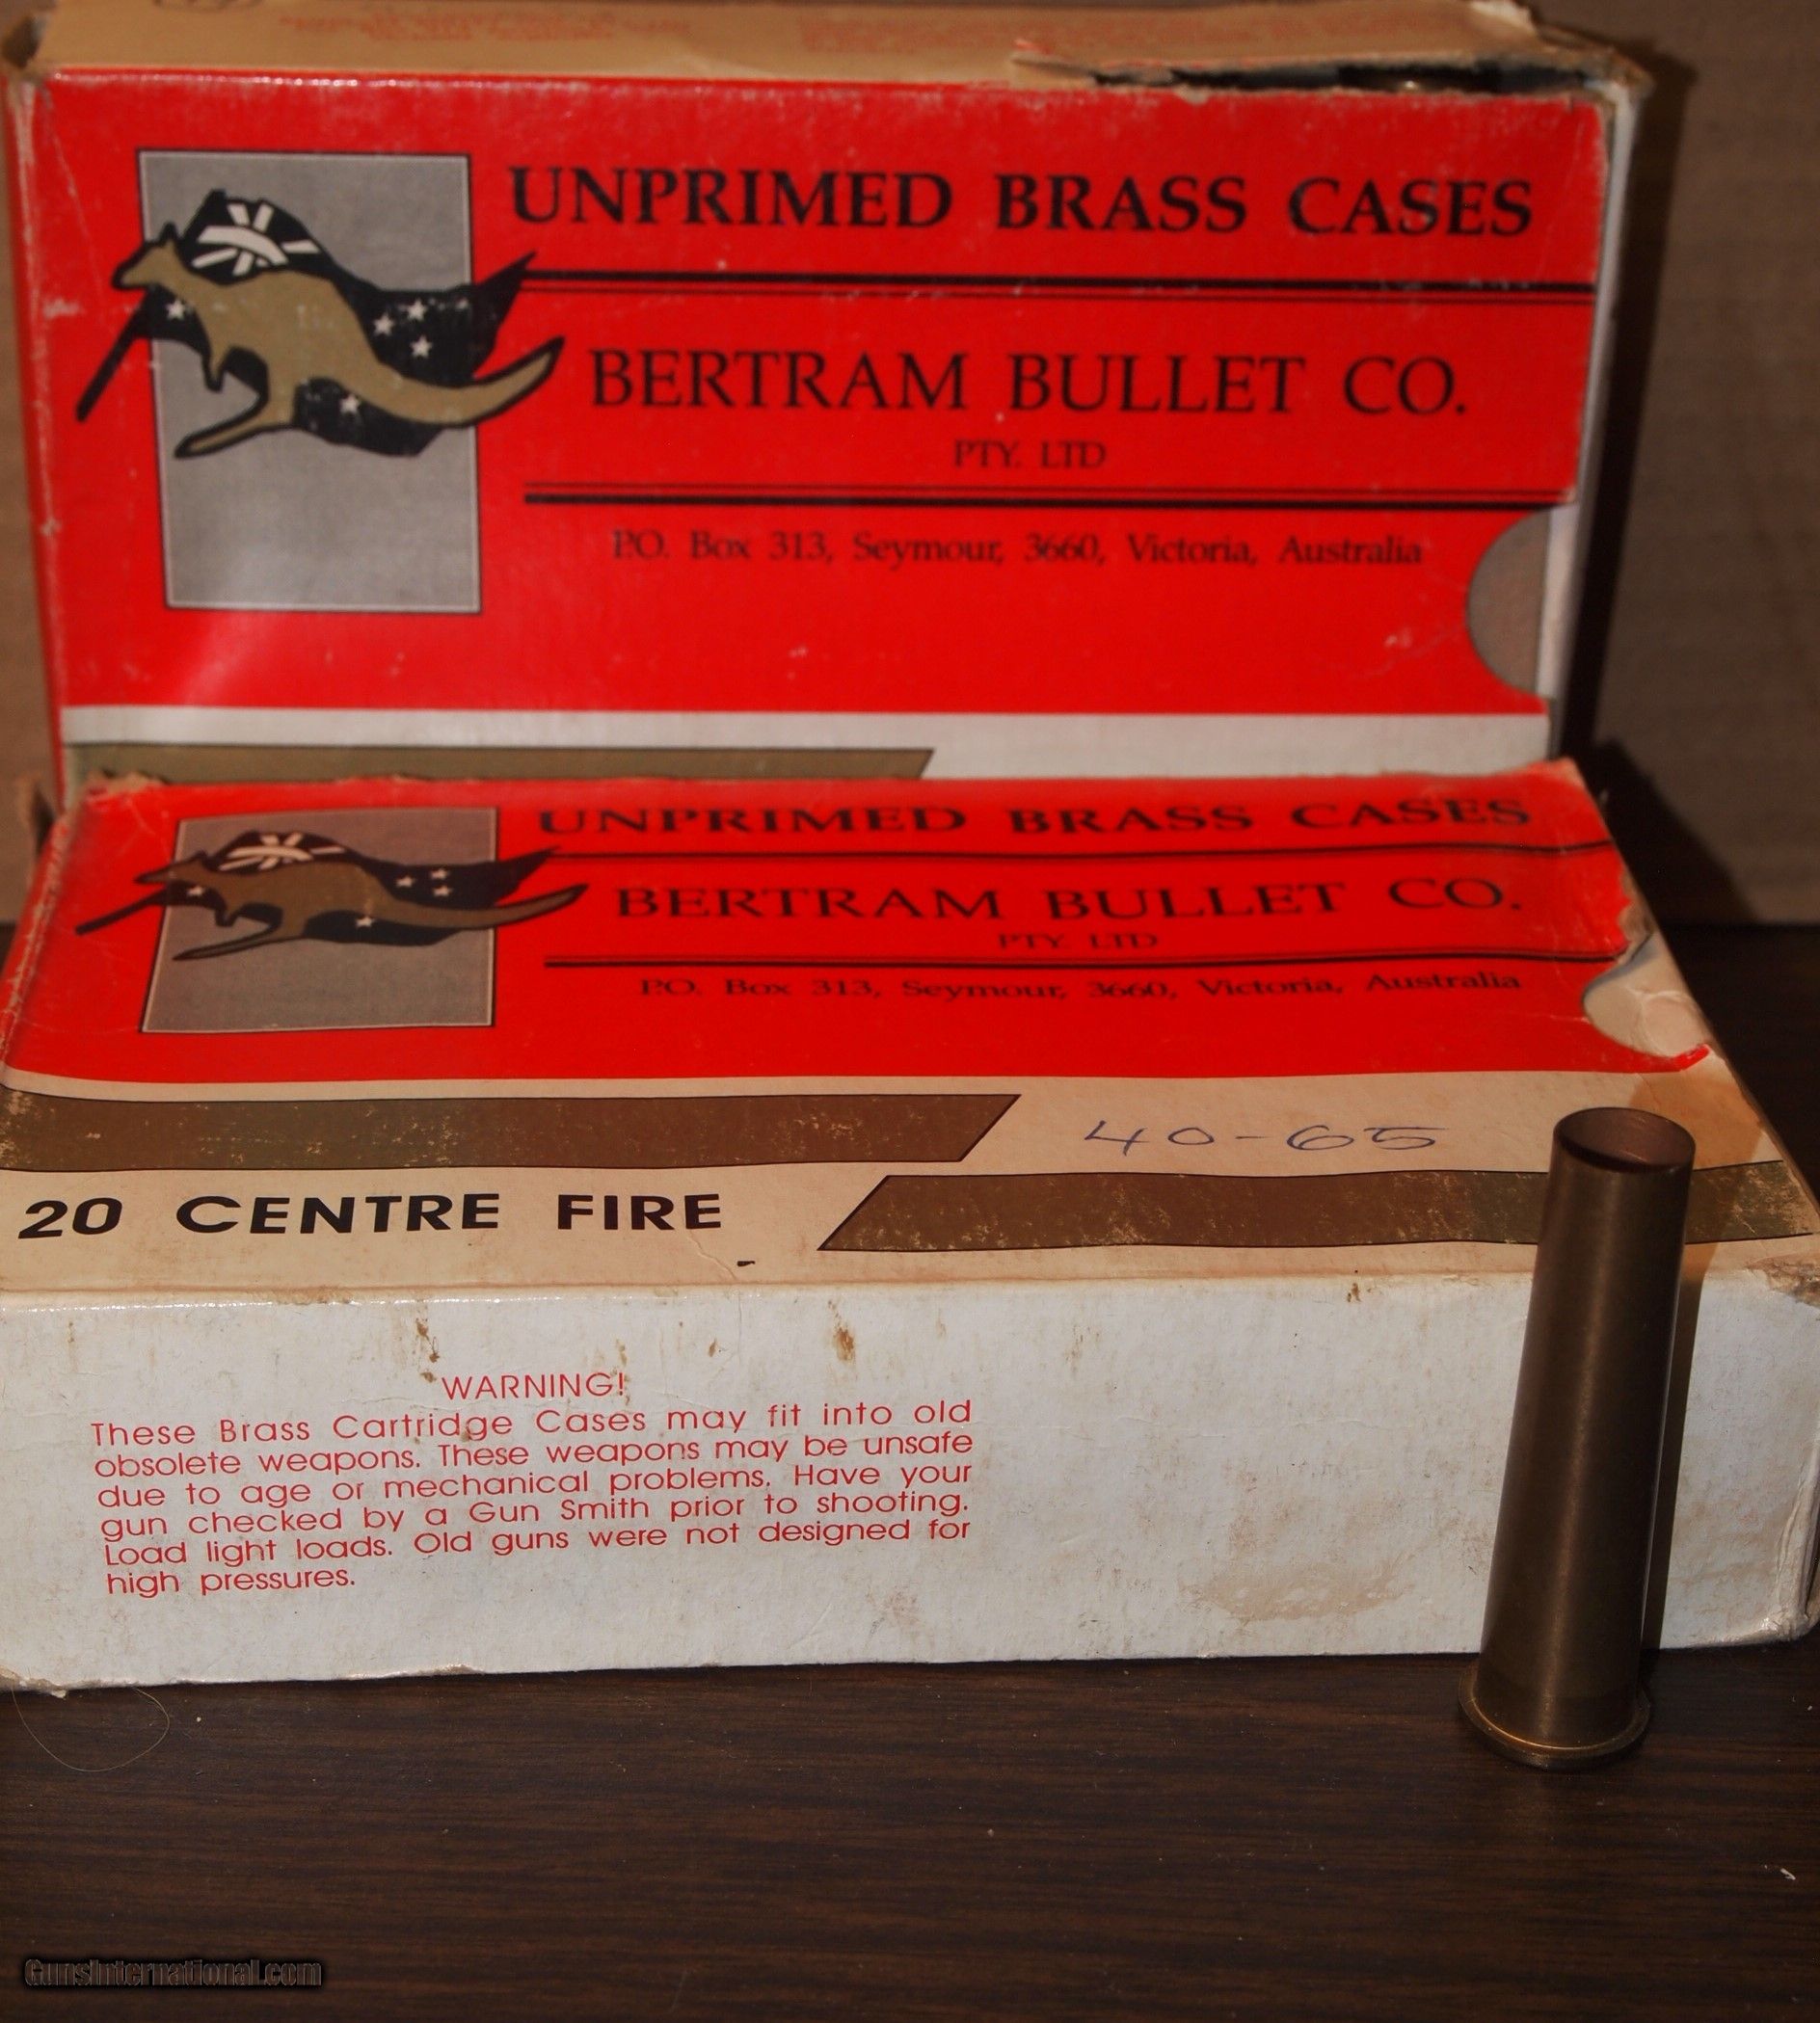 UNPRIMED BRASS CASES
BERTRAM BULLET CO.
PTY. LTD
P.O. Box 313, Seymour, 3660, Victoria, Australia
UNPRIMED BRASS CASES
BERTRAM BULLET CO.
PTY. LTD
P.O. Box 313, Seymour, 3660, Victoria, Australia
40-65
20 CENTRE FIRE
WARNING!
These Brass Cartridge Cases may fit into old
obsolete weapons. These weapons may be unsafe
due to age or mechanical problems. Have your
gun checked by a Gun Smith prior to shooting.
Load light loads. Old guns were not designed for
high pressures.
GunsInternational.com